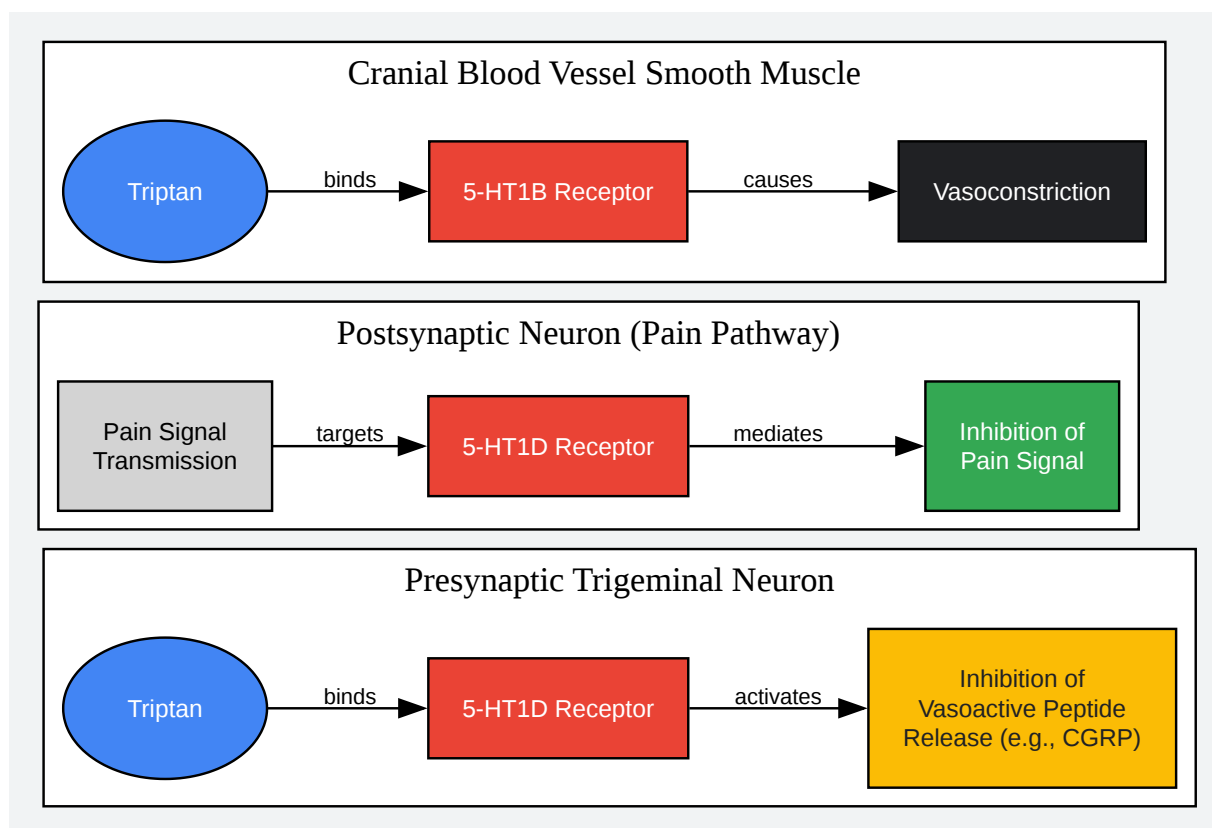 Cranial Blood Vessel Smooth Muscle
Triptan
binds
5-HT1B Receptor
causes
Vasoconstriction
Postsynaptic Neuron (Pain Pathway)
Pain Signal
Transmission
targets
5-HT1D Receptor
mediates
Inhibition of
Pain Signal
Presynaptic Trigeminal Neuron
Triptan
binds
5-HT1D Receptor
activates
Inhibition of
Vasoactive Peptide
Release (e.g., CGRP)